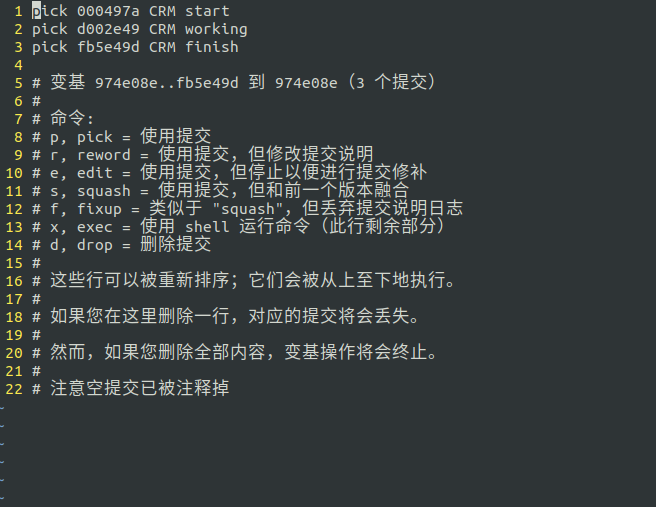 1 pick 000497a CRM start
2 pick d002e49 CRM working
3 pick fb5e49d CRM finish
4
5 # 变基 974e08e..fb5e49d 到 974e08e（3 个提交）
6 #
7 # 命令:
8 # p, pick = 使用提交
9 # r, reword = 使用提交，但修改提交说明
10 # e, edit = 使用提交，但停止以便进行提交修补
11 # s, squash = 使用提交，但和前一个版本融合
12 # f, fixup = 类似于 "squash"，但丢弃提交说明日志
13 # x, exec = 使用 shell 运行命令（此行剩余部分）
14 # d, drop = 删除提交
15 #
16 # 这些行可以被重新排序；它们会被从上至下地执行。
17 #
18 # 如果您在这里删除一行，对应的提交将会丢失。
19 #
20 # 然而，如果您删除全部内容，变基操作将会终止。
21 #
22 # 注意空提交已被注释掉
~
~
~
~
~
~